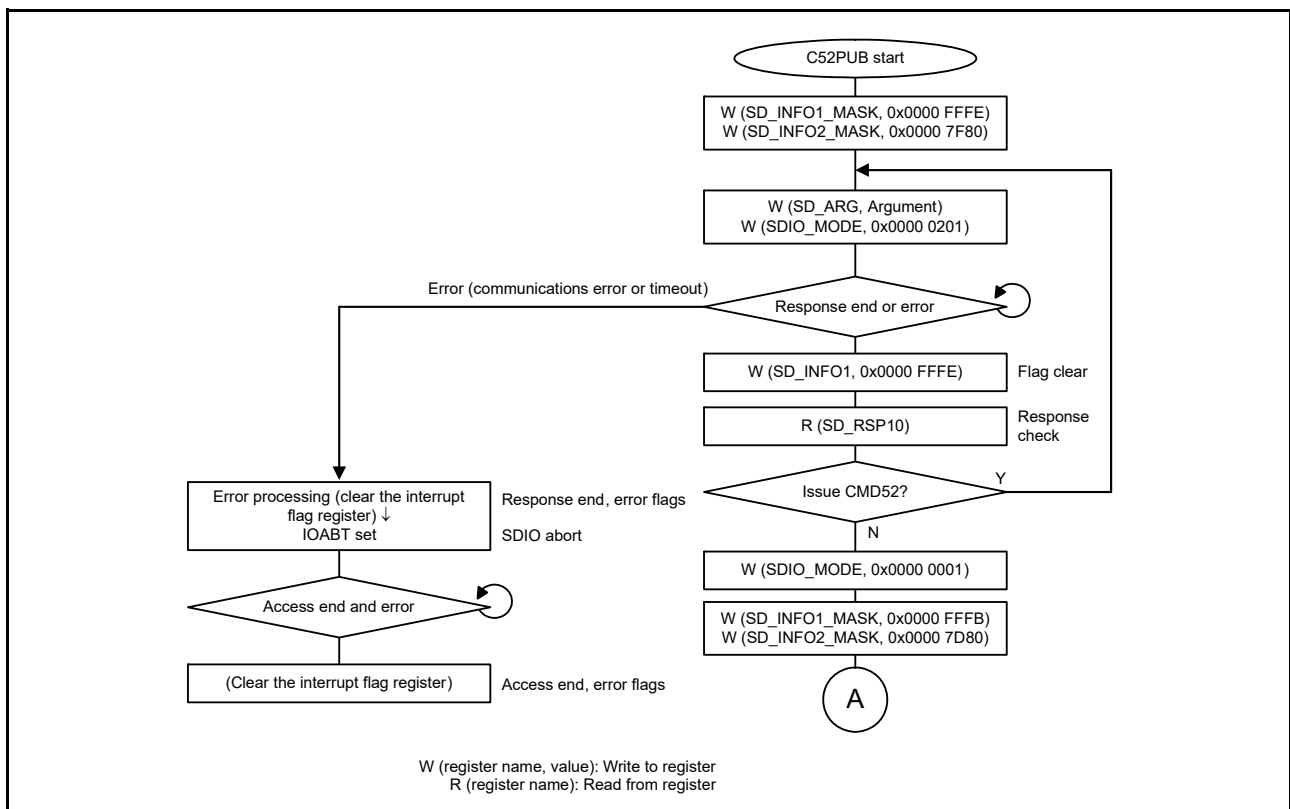 C52PUB start
W (SD_INFO1_MASK, 0x0000 FFFE)
W (SD_INFO2_MASK, 0x0000 7F80)
W (SD_ARG, Argument)
W (SDIO_MODE, 0x0000 0201)
Error (communications error or timeout)
Response end or error
W (SD_INFO1, 0x0000 FFFE)
Flag clear
R (SD_RSP10)
Response
check
Issue CMD52?
Y
N
Error processing (clear the interrupt
flag register) ↓
IOABT set
Response end, error flags
SDIO abort
W (SDIO_MODE, 0x0000 0001)
Access end and error
W (SD_INFO1_MASK, 0x0000 FFFB)
W (SD_INFO2_MASK, 0x0000 7D80)
(Clear the interrupt flag register)
Access end, error flags
A
W (register name, value): Write to register
R (register name): Read from register